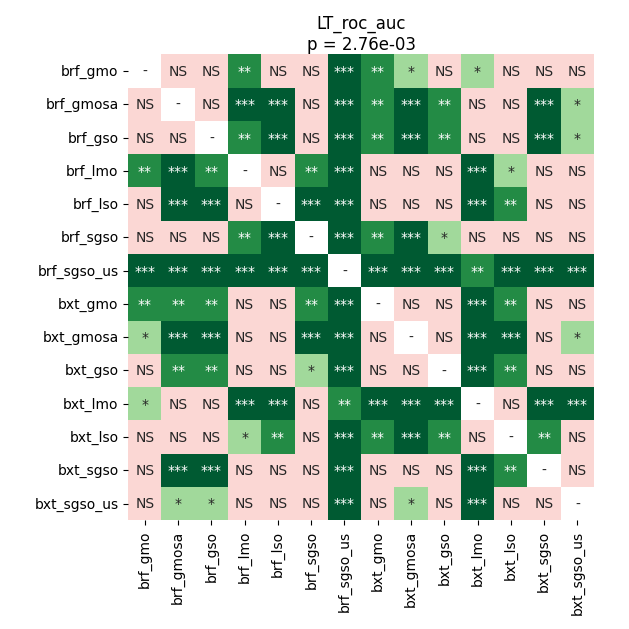 LT_roc_auc
p = 2.76e-03
brf_gmo - NS NS ** NS NS *** ** * NS * NS NS NS
brf_gmosa NS - NS *** *** NS *** ** *** ** NS NS *** *
brf_gso NS NS - ** *** NS *** ** *** ** NS NS *** *
brf_lmo ** *** ** - NS ** *** NS NS NS *** * NS NS
brf_lso NS *** *** NS - *** *** NS NS NS *** ** NS NS
brf_sgso NS NS NS ** *** - *** ** *** * NS NS NS NS
brf_sgso_us *** *** *** *** *** *** - *** *** *** ** *** *** ***
bxt_gmo ** ** ** NS NS ** *** - NS NS *** ** NS NS
bxt_gmosa * *** *** NS NS *** *** NS - NS *** *** NS *
bxt_gso NS ** ** NS NS * *** NS NS - *** ** NS NS
bxt_lmo * NS NS *** *** NS ** *** *** *** - NS *** ***
bxt_lso NS NS NS * ** NS *** ** *** ** NS - ** NS
bxt_sgso NS *** *** NS NS NS *** NS NS NS *** ** - NS
bxt_sgso_us NS * * NS NS NS *** NS * NS *** NS NS -
brf_gmo brf_gmosa brf_gso brf_lmo brf_lso brf_sgso brf_sgso_us bxt_gmo bxt_gmosa bxt_gso bxt_lmo bxt_lso bxt_sgso bxt_sgso_us